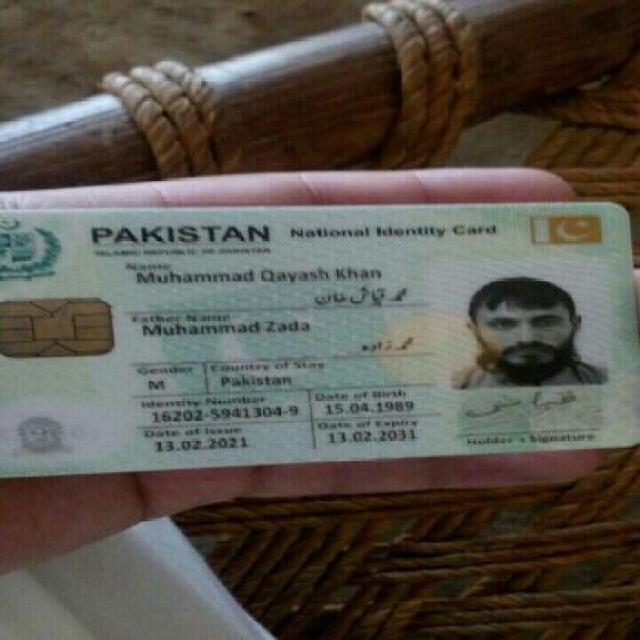 PAKISTAN National Identity Card
ISLAMIC REPUBLIC OF PAKISTAN
Name
Muhammad Qayash Khan
محمد قیاش خان
Father Name
Muhammad Zada
محمد زادہ
Gender Country of Stay
M Pakistan
Identity Number Date of Birth
16202-5941304-9 15.04.1989
Date of Issue Date of Expiry
13.02.2021 13.02.2031
Holder's Signature